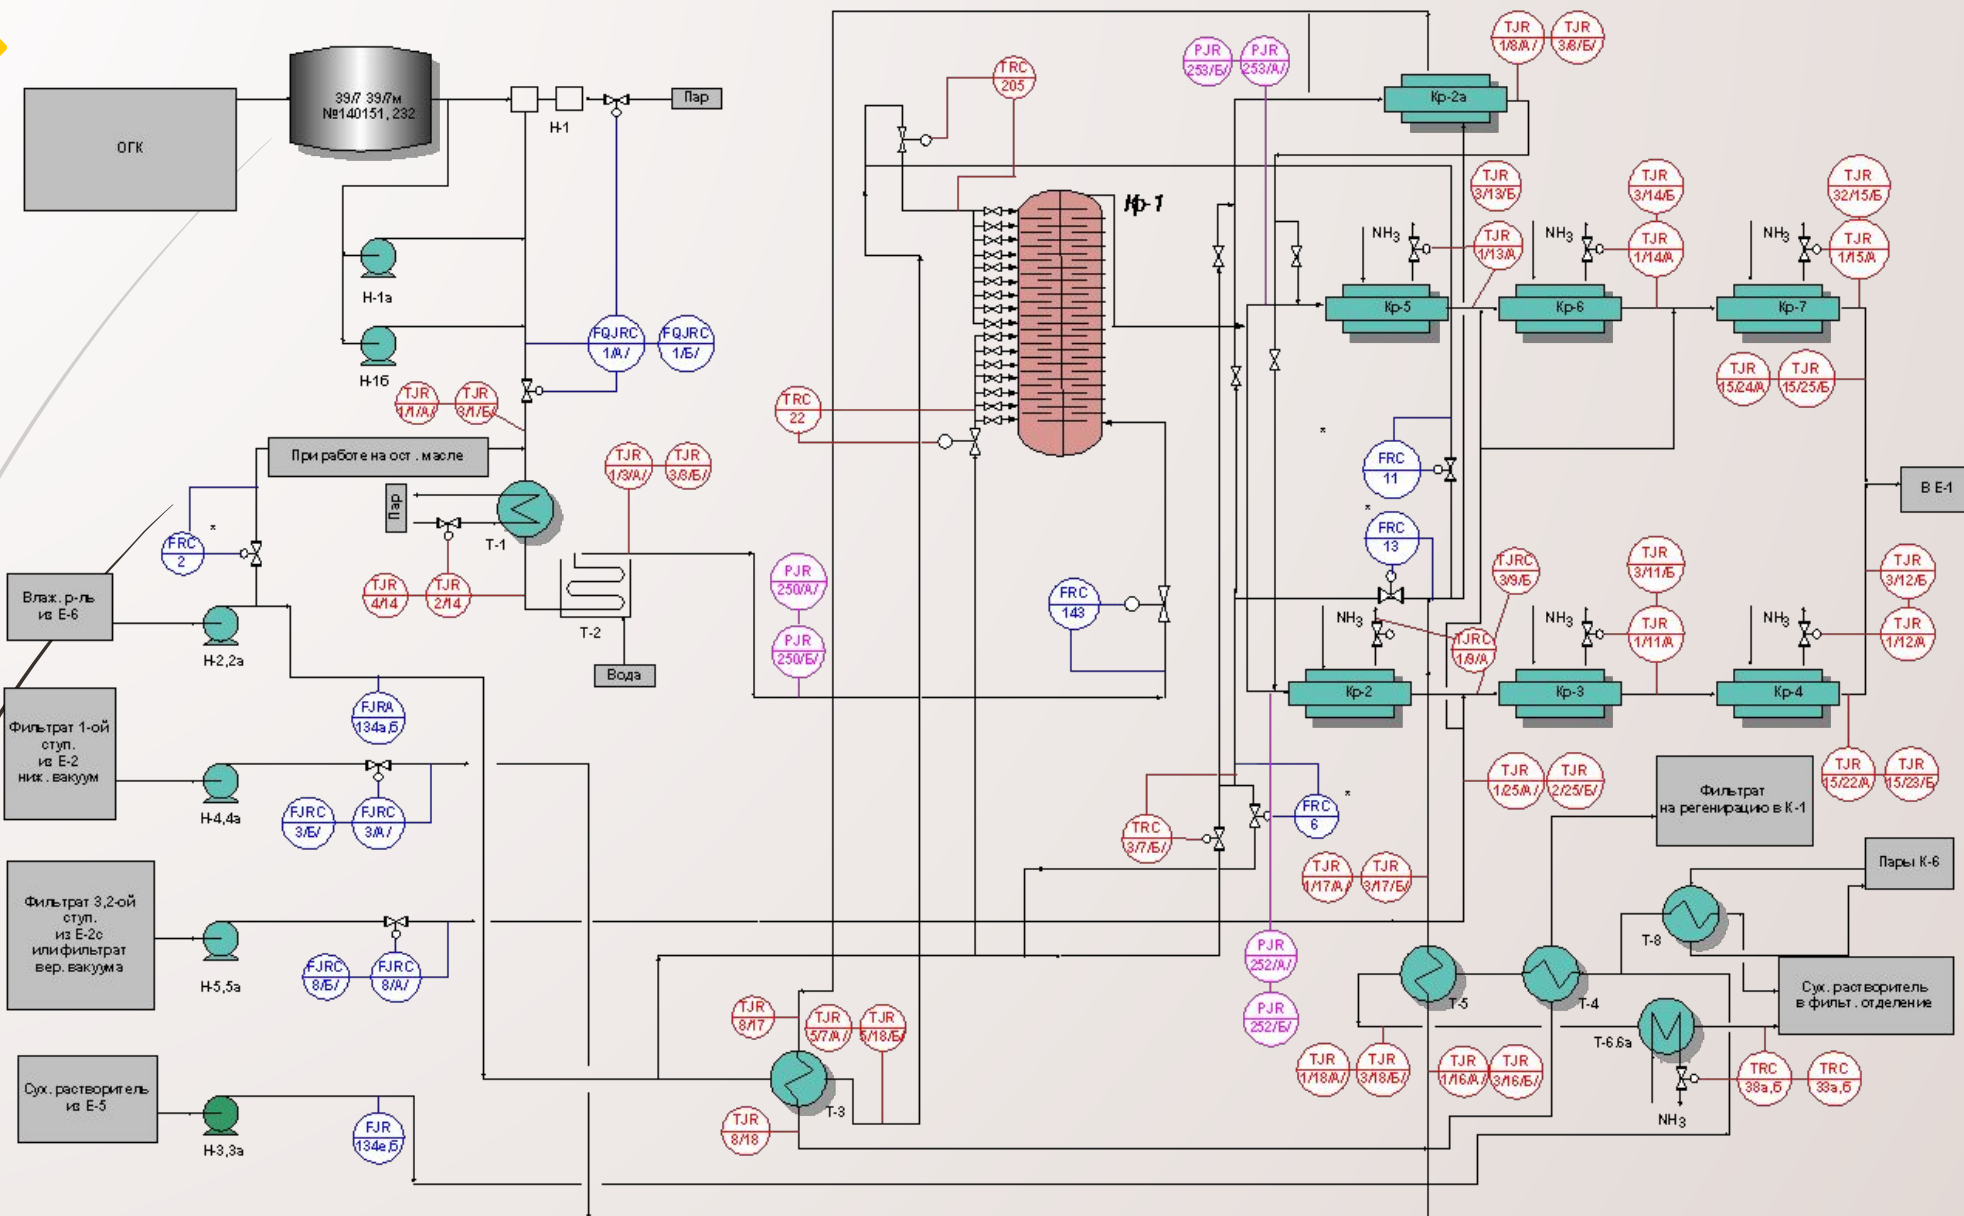 ОГК
39/7 39/7м
№140151, 232
Н-1
Пар
Н-1а
Н-1б
FQJRC
1/А/
FQJRC
1/Б/
TJR
1/1/А/
TJR
3/1/Б/
При работе на ост. масле
Пар
Т-1
TJR
4/14
TJR
2/14
TJR
1/3/А/
TJR
3/3/Б/
Т-2
Вода
*
FRC
2
Влаж. р-ль
из Е-6
Н-2,2а
FJRA
134а,б
Фильтрат 1-ой
ступ.
из Е-2
ниж. вакуум
Н-4,4а
FJRC
3/Б/
FJRC
3/А/
Фильтрат 3,2-ой
ступ.
из Е-2с
или фильтрат
вер. вакуума
Н-5,5а
FJRC
8/Б/
FJRC
8/А/
Сух. растворитель
из Е-5
Н-3,3а
FJR
134е,б
TRC
205
Кр-1
TRC
22
PJR
250/А/
PJR
250/Б/
FRC
143
TJR
8/17
TJR
5/7/А/
TJR
5/18/Б/
Т-3
TJR
8/18
PJR
253/Б/
PJR
253/А/
TJR
1/8/А/
TJR
3/8/Б/
Кр-2а
TJR
3/13/Б
TJR
3/14/Б
TJR
32/15/Б
NH3
TJR
1/13/А
NH3
TJR
1/14/А
NH3
TJR
1/15/А
Кр-5
Кр-6
Кр-7
TJR
15/24/А
TJR
15/25/Б
*
FRC
11
*
FRC
13
В Е-1
TJRC
3/9/Б
TJR
3/11/Б
TJR
3/12/Б
NH3
TJRC
1/9/А
NH3
TJR
1/11/А
NH3
TJR
1/12/А
Кр-2
Кр-3
Кр-4
TRC
3/7/Б/
FRC
6
*
TJR
1/25/А/
TJR
2/25/Б/
TJR
15/22/А
TJR
15/23/Б
Фильтрат
на регенирацию в К-1
TJR
1/17/А/
TJR
3/17/Б/
Пары К-6
Т-8
PJR
252/А/
PJR
252/Б/
Т-5
Т-4
Сух. растворитель
в фильт. отделение
Т-6.6а
TJR
1/18/А/
TJR
3/18/Б/
TJR
1/16/А/
TJR
3/16/Б/
TRC
38а,б
TRC
33а,б
NH3